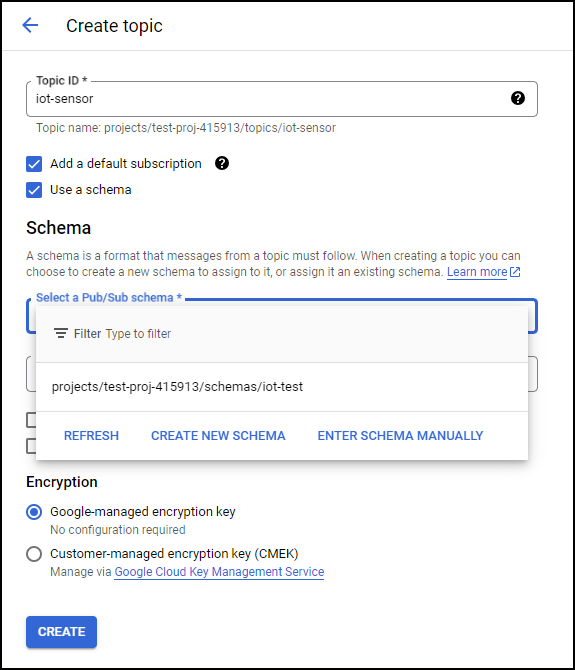 Create topic
Topic ID *
iot-sensor
Topic name: projects/test-proj-415913/topics/iot-sensor
Add a default subscription
Use a schema
Schema
A schema is a format that messages from a topic must follow. When creating a topic you can
choose to create a new schema to assign to it, or assign it an existing schema. Learn more
Select a Pub/Sub schema *
Filter Type to filter
projects/test-proj-415913/schemas/iot-test
REFRESH CREATE NEW SCHEMA ENTER SCHEMA MANUALLY
Encryption
Google-managed encryption key
No configuration required
Customer-managed encryption key (CMEK)
Manage via Google Cloud Key Management Service
CREATE